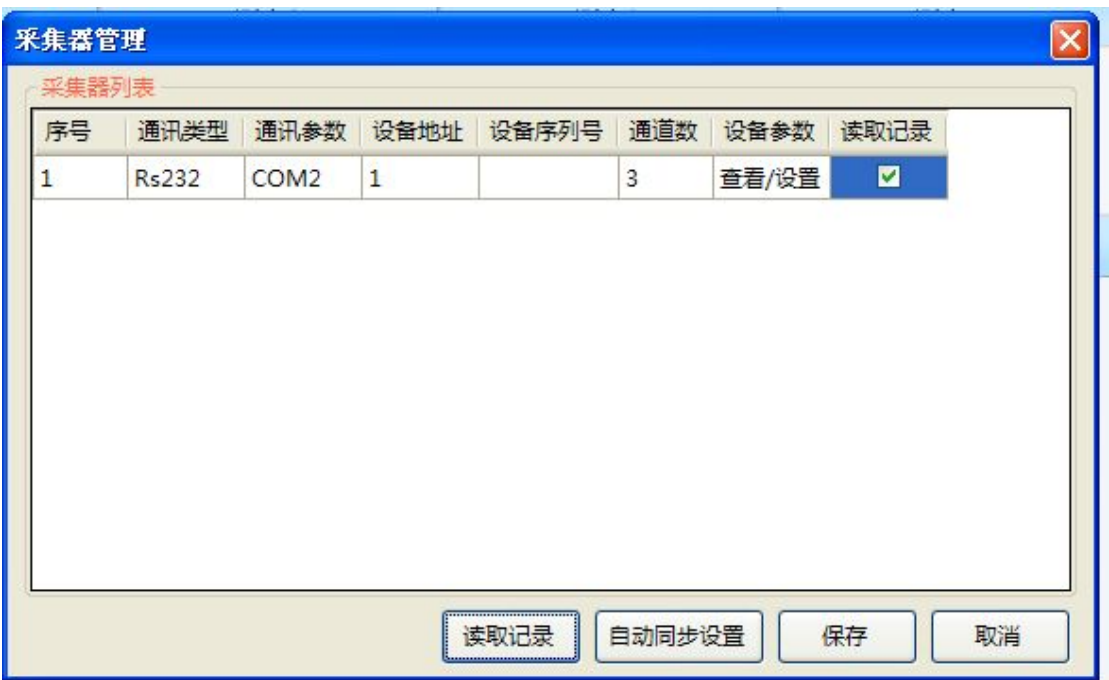 采集器管理
采集器列表
序号 通讯类型 通讯参数 设备地址 设备序列号 通道数 设备参数 读取记录
1 Rs232 COM2 1 3 查看/设置
读取记录 自动同步设置 保存 取消